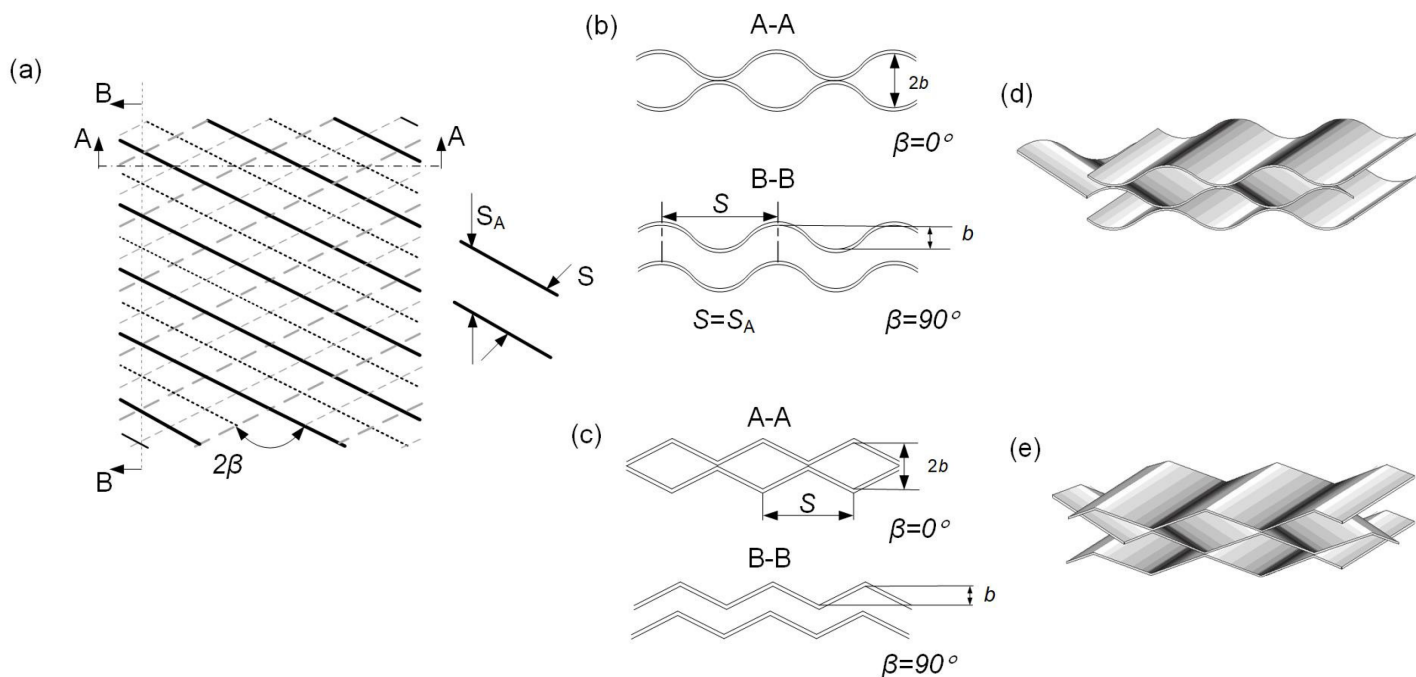 (a)
B
A
A
S_A
S
2β
B
(b)
A-A
2b
β=0°
B-B
S
b
S=S_A
β=90°
(c)
A-A
2b
S
β=0°
B-B
b
β=90°
(d)
(e)